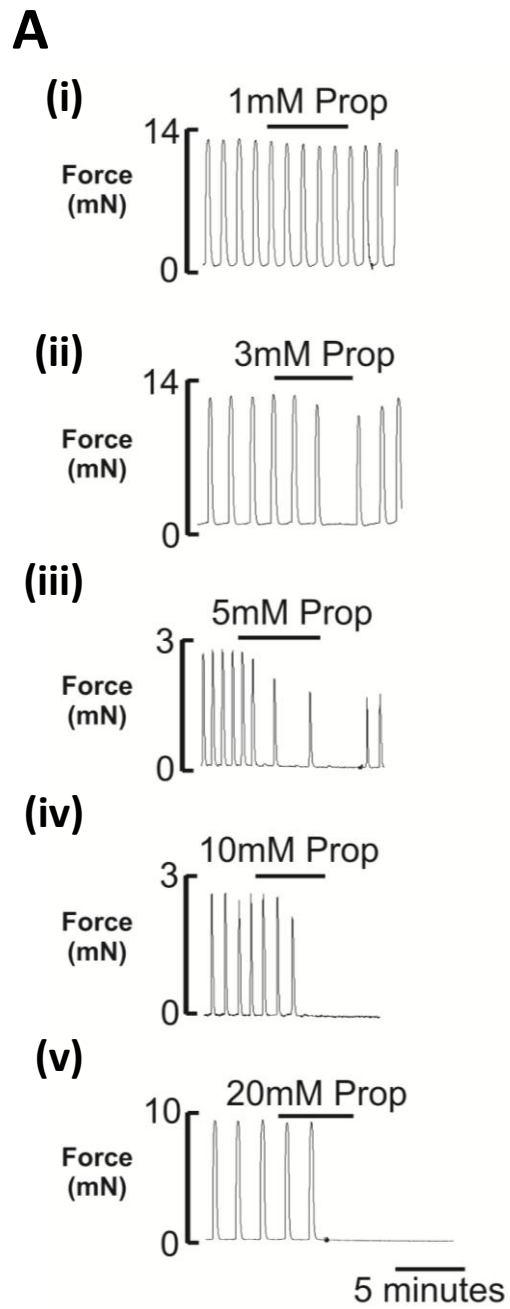 A
(i)
1mM Prop
14
Force
(mN)
0
(ii)
3mM Prop
14
Force
(mN)
0
(iii)
5mM Prop
3
Force
(mN)
0
(iv)
10mM Prop
3
Force
(mN)
0
(v)
20mM Prop
10
Force
(mN)
0
5 minutes